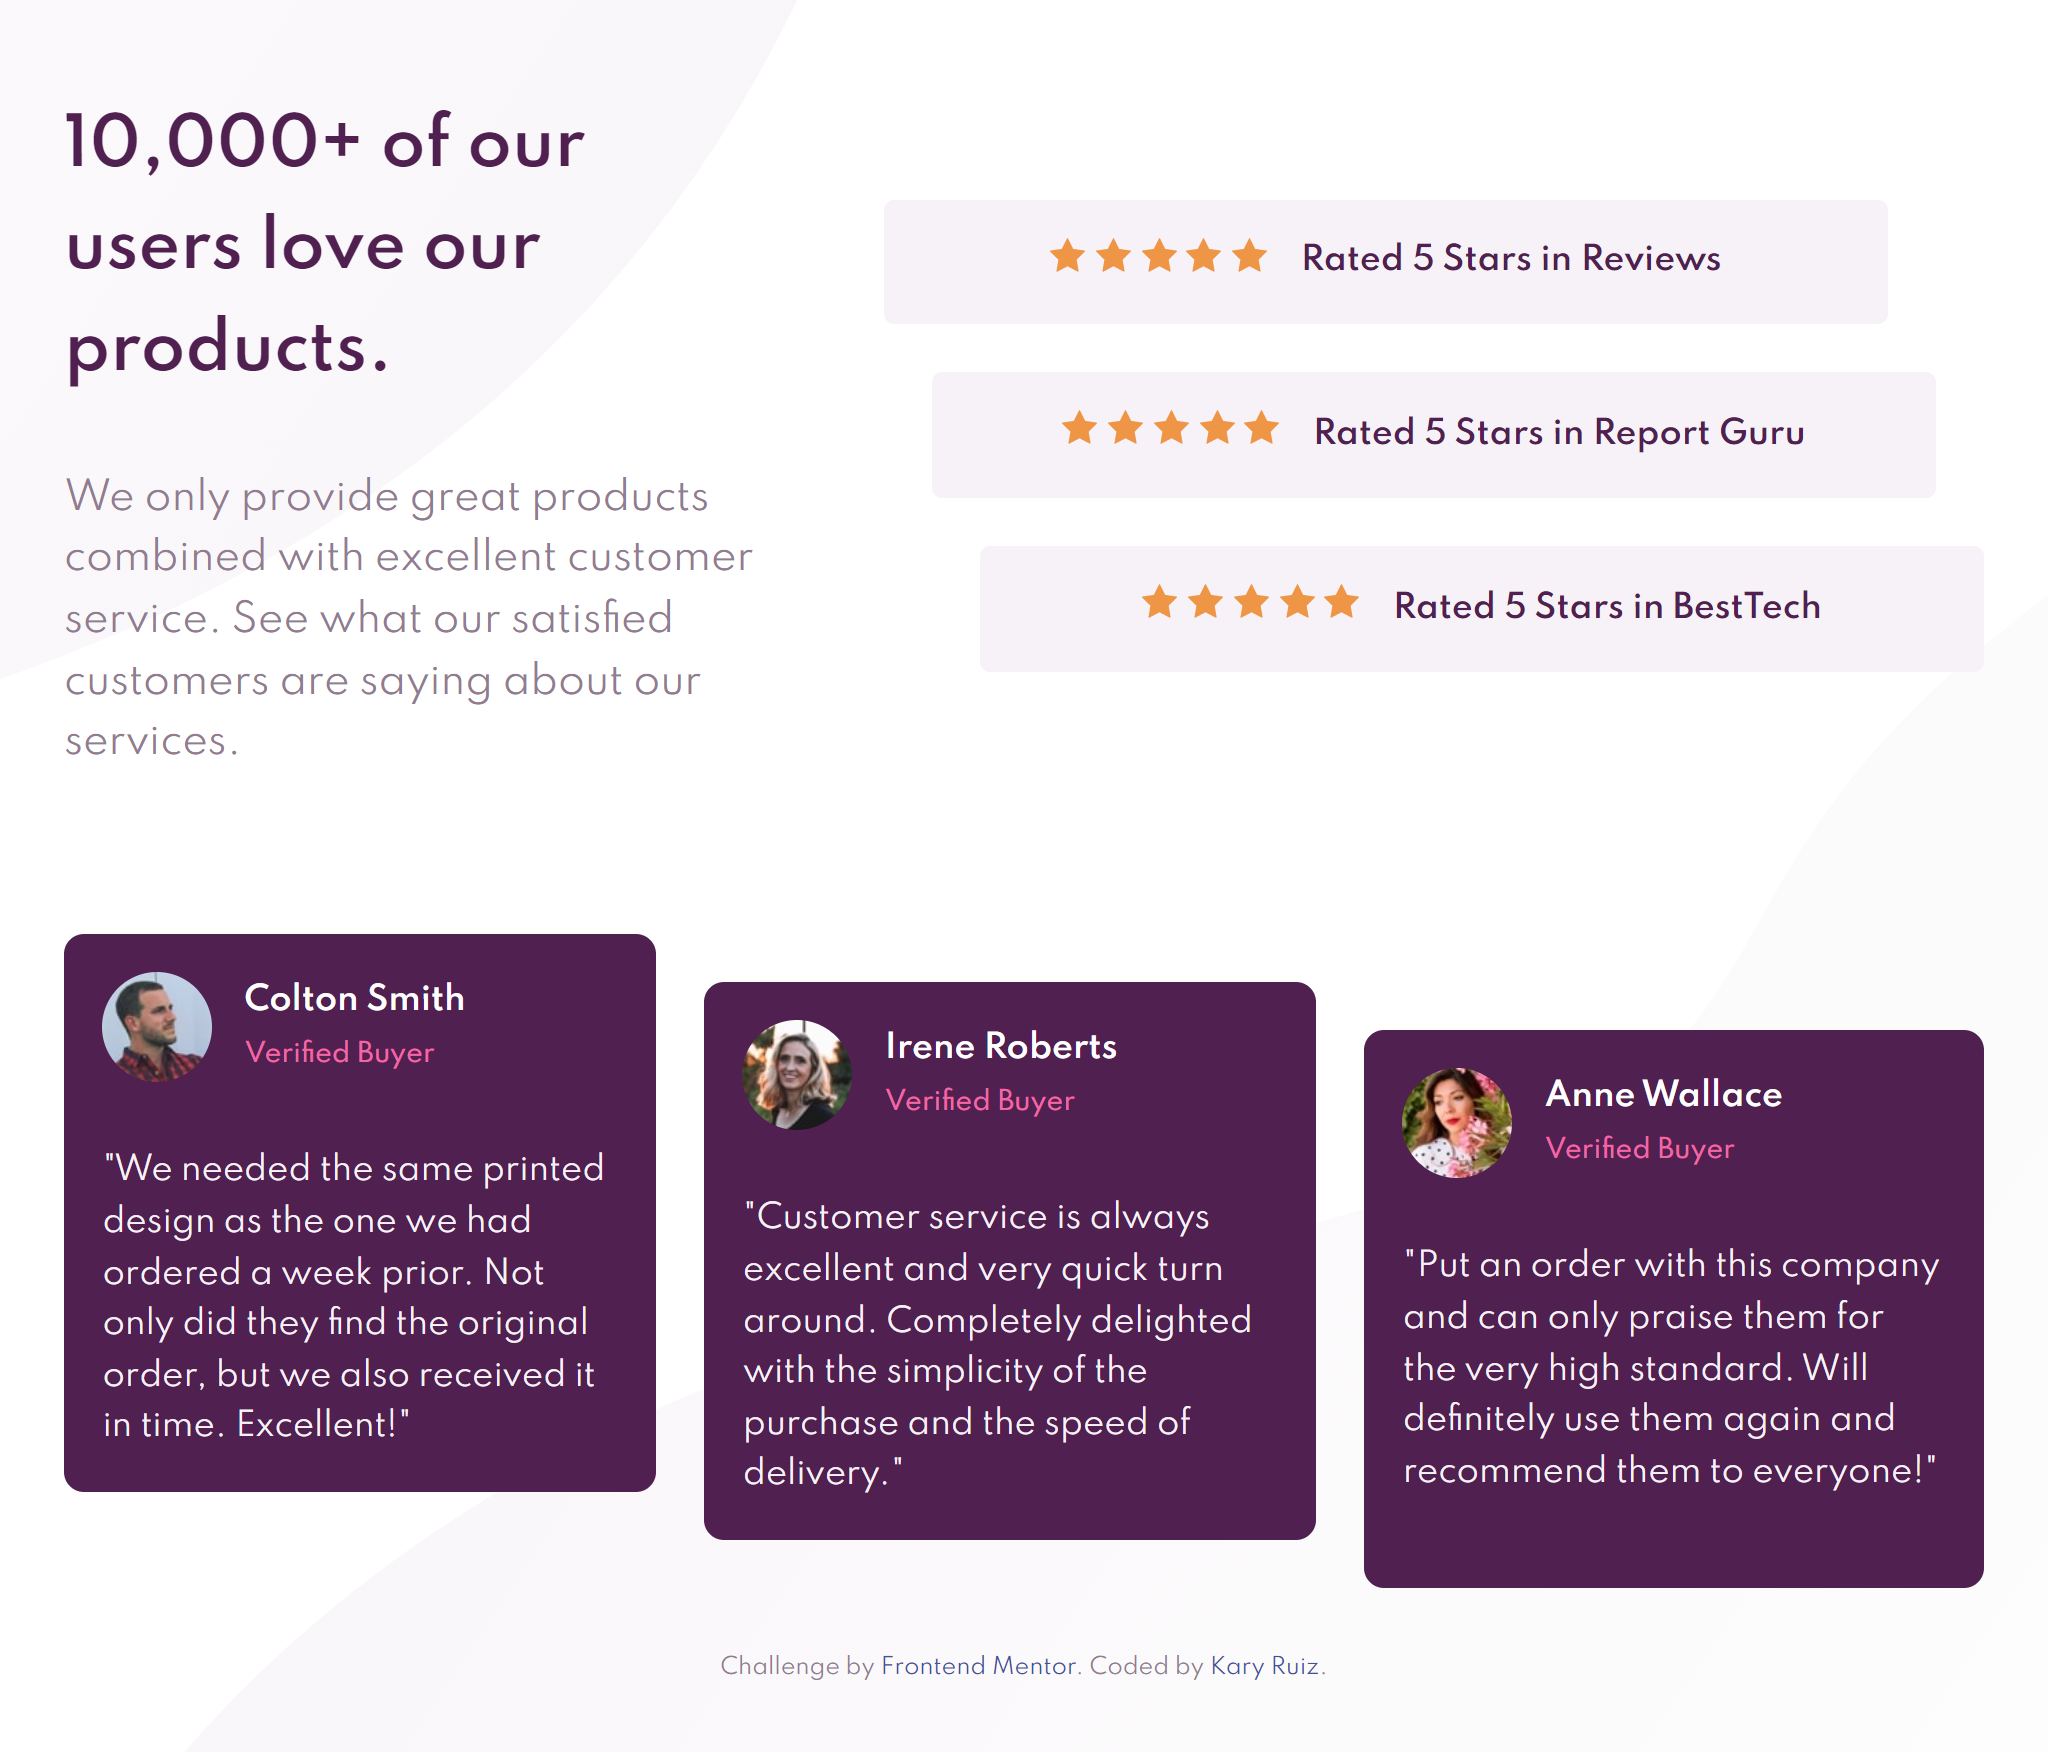 10,000+ of our
users love our
products.
We only provide great products
combined with excellent customer
service. See what our satisfied
customers are saying about our
services.
Rated 5 Stars in Reviews
Rated 5 Stars in Report Guru
Rated 5 Stars in BestTech
Colton Smith
Verified Buyer
"We needed the same printed
design as the one we had
ordered a week prior. Not
only did they find the original
order, but we also received it
in time. Excellent!"
Irene Roberts
Verified Buyer
"Customer service is always
excellent and very quick turn
around. Completely delighted
with the simplicity of the
purchase and the speed of
delivery."
Anne Wallace
Verified Buyer
"Put an order with this company
and can only praise them for
the very high standard. Will
definitely use them again and
recommend them to everyone!"
Challenge by Frontend Mentor. Coded by Kary Ruiz.